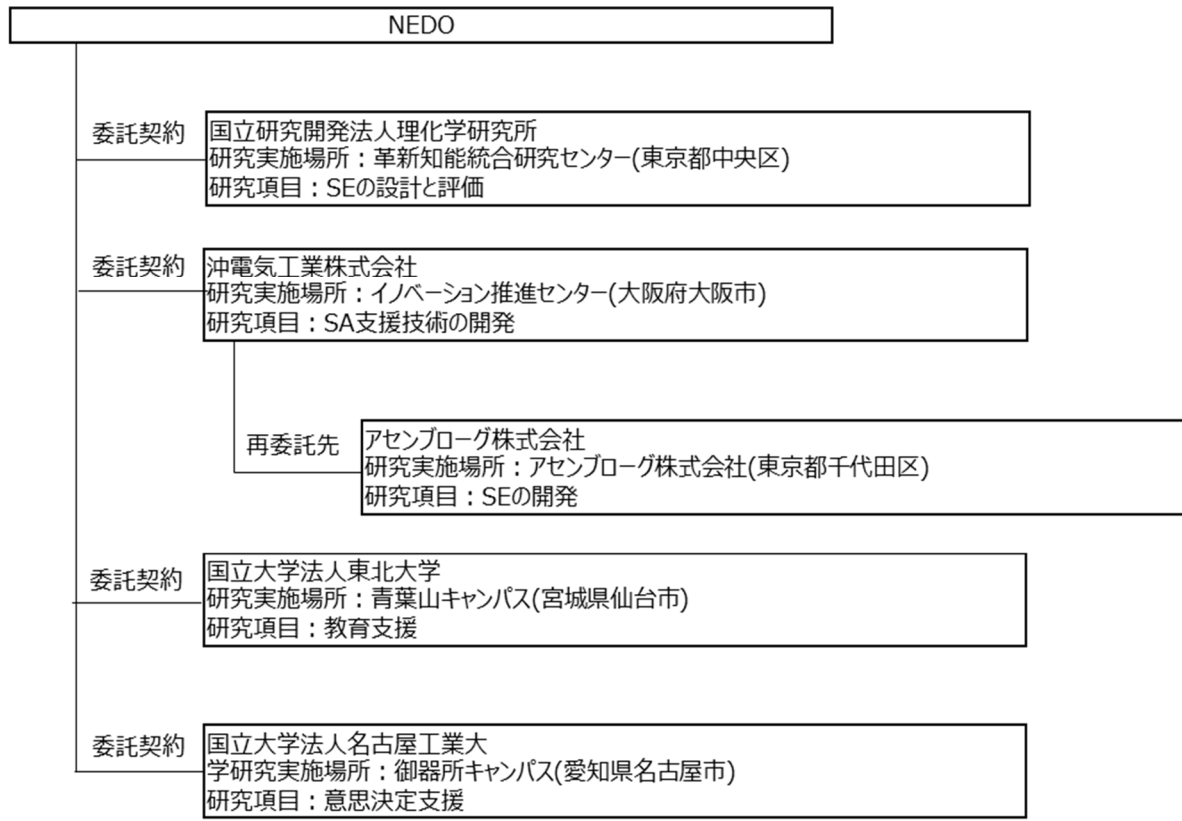 NEDO
委託契約
国立研究開発法人理化学研究所
研究実施場所：革新知能統合研究センター(東京都中央区)
研究項目：SEの設計と評価
委託契約
沖電気工業株式会社
研究実施場所：イノベーション推進センター(大阪府大阪市)
研究項目：SA支援技術の開発
再委託先
アセンブローグ株式会社
研究実施場所：アセンブローグ株式会社(東京都千代田区)
研究項目：SEの開発
委託契約
国立大学法人東北大学
研究実施場所：青葉山キャンパス(宮城県仙台市)
研究項目：教育支援
委託契約
国立大学法人名古屋工業大
学研究実施場所：御器所キャンパス(愛知県名古屋市)
研究項目：意思決定支援